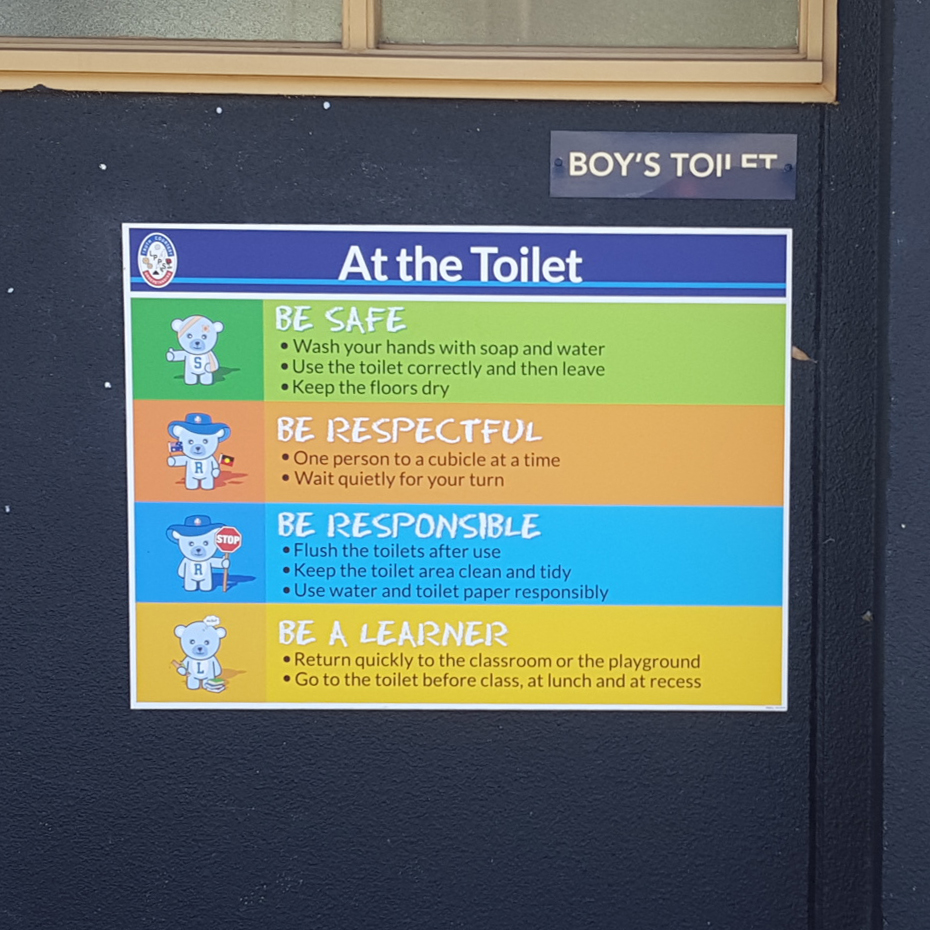 BOY'S TOILET
At the Toilet
BE SAFE
• Wash your hands with soap and water
• Use the toilet correctly and then leave
• Keep the floors dry
S
BE RESPECTFUL
• One person to a cubicle at a time
• Wait quietly for your turn
R
BE RESPONSIBLE
• Flush the toilets after use
• Keep the toilet area clean and tidy
• Use water and toilet paper responsibly
STOP
R
BE A LEARNER
• Return quickly to the classroom or the playground
• Go to the toilet before class, at lunch and at recess
L